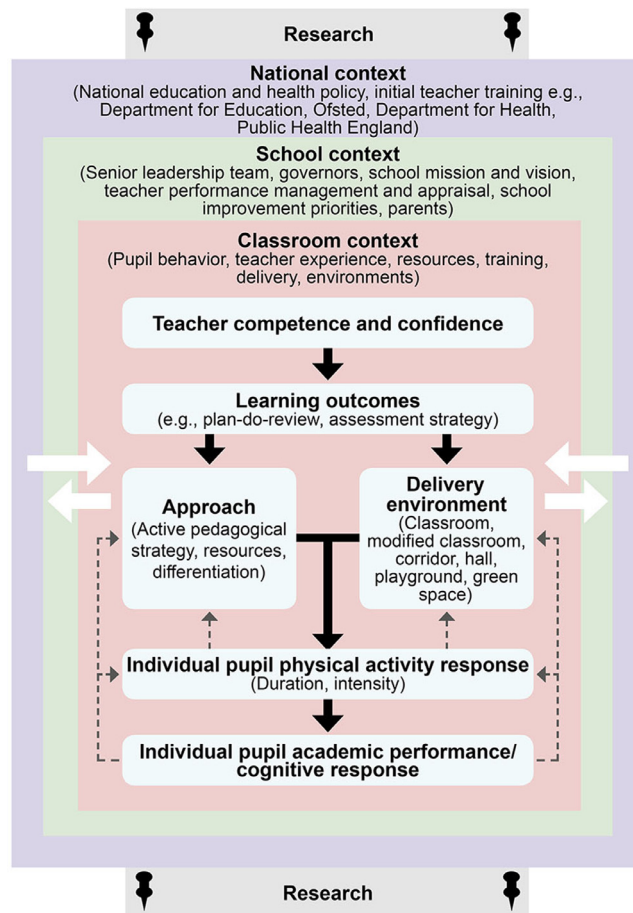 Research
National context
(National education and health policy, initial teacher training e.g.,
Department for Education, Ofsted, Department for Health,
Public Health England)
School context
(Senior leadership team, governors, school mission and vision,
teacher performance management and appraisal, school
improvement priorities, parents)
Classroom context
(Pupil behavior, teacher experience, resources, training,
delivery, environments)
Teacher competence and confidence
Learning outcomes
(e.g., plan-do-review, assessment strategy)
Approach
(Active pedagogical
strategy, resources,
differentiation)
Delivery
environment
(Classroom,
modified classroom,
corridor, hall,
playground, green
space)
Individual pupil physical activity response
(Duration, intensity)
Individual pupil academic performance/
cognitive response
Research